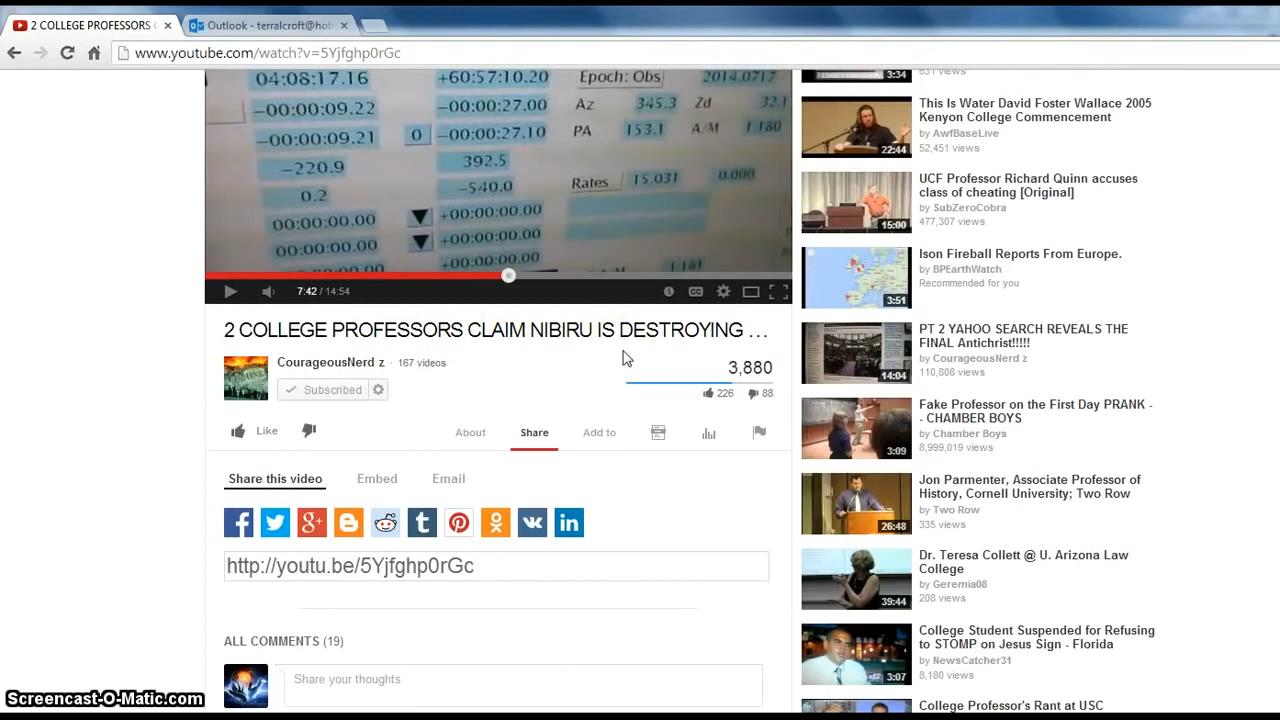 2 COLLEGE PROFESSORS C
Outlook - terralcroft@hot
www.youtube.com/watch?v=5Yjfghp0rGc
04:08:17.16 +60:57:10.20 Epoch: Obs 2014.0717
−00:00:09.22 −00:00:27.00 Az 345.3 Zd 32.1
−00:00:09.21 0 −00:00:27.10 PA 153.1 A/M 1.180
−220.9 392.5
0.2 −540.0 Rates 15.031 0.000
+00:00:00.00
+00:00:00.00
+00:00:00.00
7:42 / 14:54
2 COLLEGE PROFESSORS CLAIM NIBIRU IS DESTROYING ...
CourageousNerd z · 167 videos
Subscribed
3,880
226 88
Like
About Share Add to
Share this video Embed Email
http://youtu.be/5Yjfghp0rGc
ALL COMMENTS (19)
Share your thoughts
Screencast-O-Matic.com
3:34
631 views
This Is Water David Foster Wallace 2005
Kenyon College Commencement
by AwfBaseLive
52,451 views
22:44
UCF Professor Richard Quinn accuses
class of cheating [Original]
by SubZeroCobra
477,307 views
15:00
Ison Fireball Reports From Europe.
by BPEarthWatch
Recommended for you
3:51
PT 2 YAHOO SEARCH REVEALS THE
FINAL Antichrist!!!!!
by CourageousNerd z
110,808 views
14:04
Fake Professor on the First Day PRANK -
- CHAMBER BOYS
by Chamber Boys
8,999,019 views
3:09
Jon Parmenter, Associate Professor of
History, Cornell University; Two Row
by Two Row
335 views
26:48
Dr. Teresa Collett @ U. Arizona Law
College
by Geremia08
208 views
39:44
College Student Suspended for Refusing
to STOMP on Jesus Sign - Florida
by NewsCatcher31
8,180 views
3:07
College Professor's Rant at USC